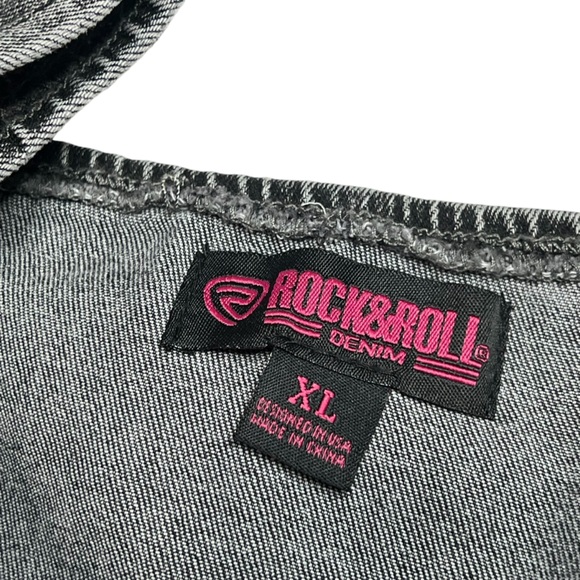 ROCK&ROLL
DENIM
XL
DESIGNED IN USA
MADE IN CHINA